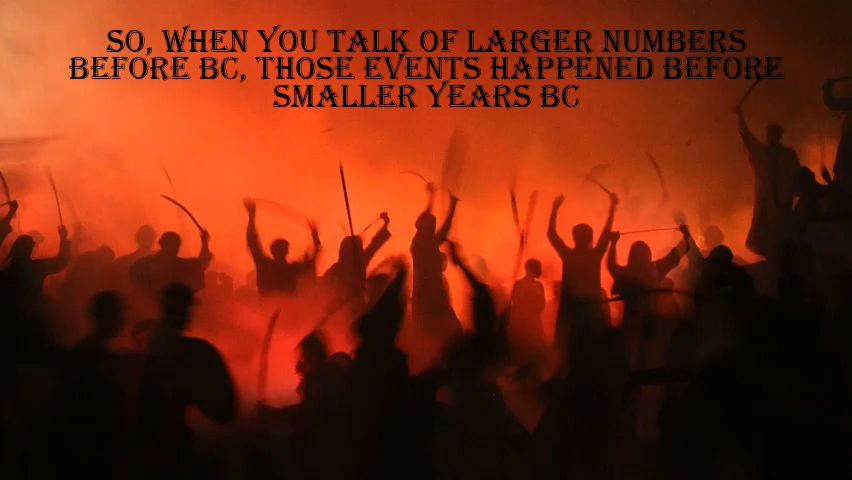 SO, WHEN YOU TALK OF LARGER NUMBERS
BEFORE BC, THOSE EVENTS HAPPENED BEFORE
SMALLER YEARS BC